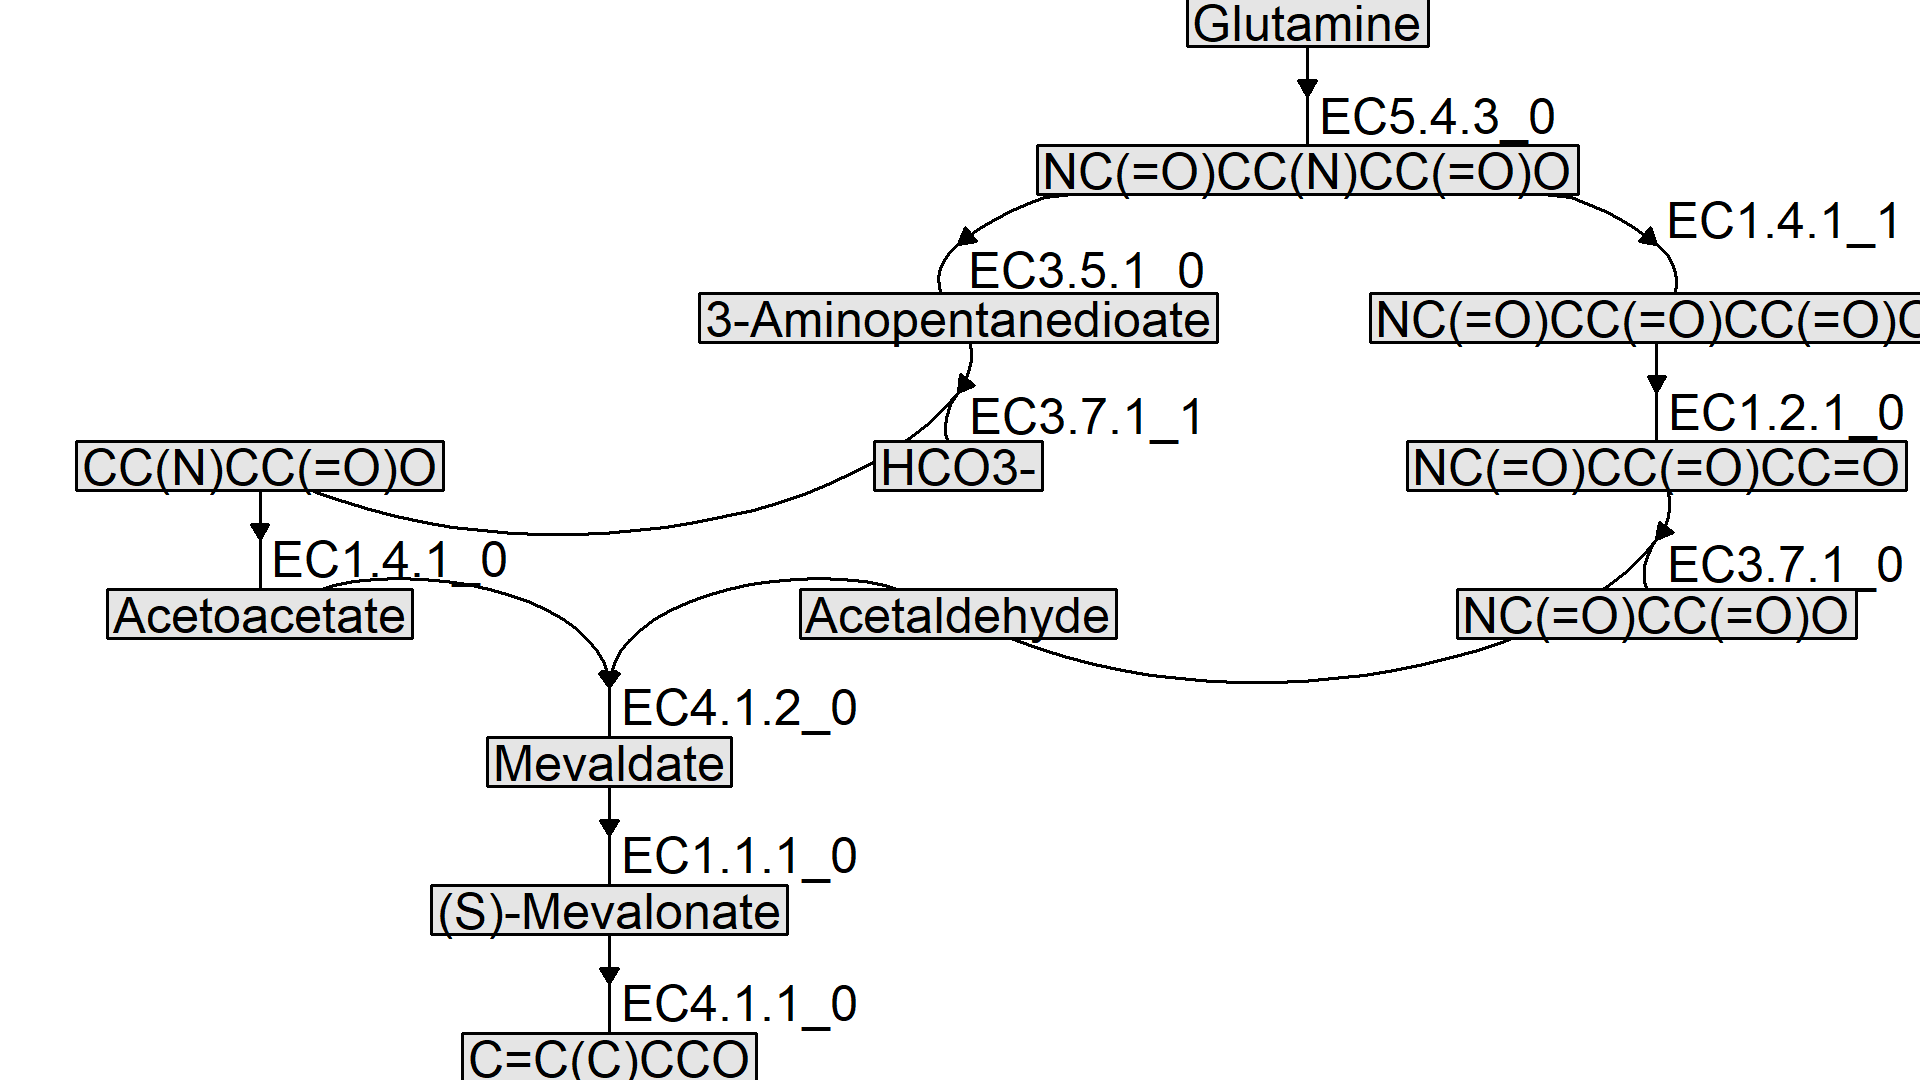 Glutamine
EC5.4.3_0
NC(=O)CC(N)CC(=O)O
EC1.4.1_1
EC3.5.1_0
3-Aminopentanedioate
NC(=O)CC(=O)CC(=O)O
EC3.7.1_1
EC1.2.1_0
CC(N)CC(=O)O
HCO3-
NC(=O)CC(=O)CC=O
EC1.4.1_0
EC3.7.1_0
Acetoacetate
Acetaldehyde
NC(=O)CC(=O)O
EC4.1.2_0
Mevaldate
EC1.1.1_0
(S)-Mevalonate
EC4.1.1_0
C=C(C)CCO